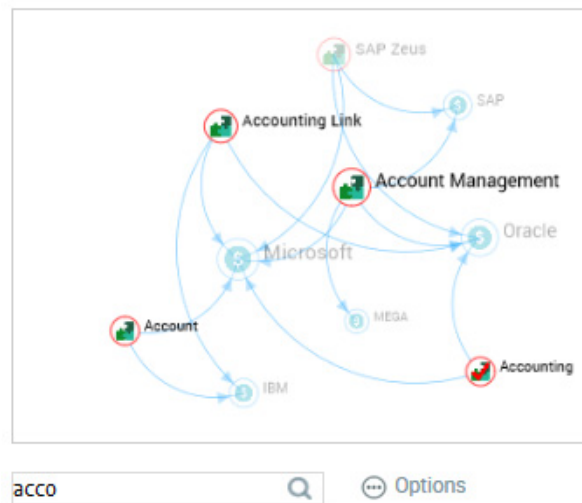 SAP Zeus
SAP
Accounting Link
Account Management
Oracle
Microsoft
MEGA
Account
Accounting
IBM
acco
Options